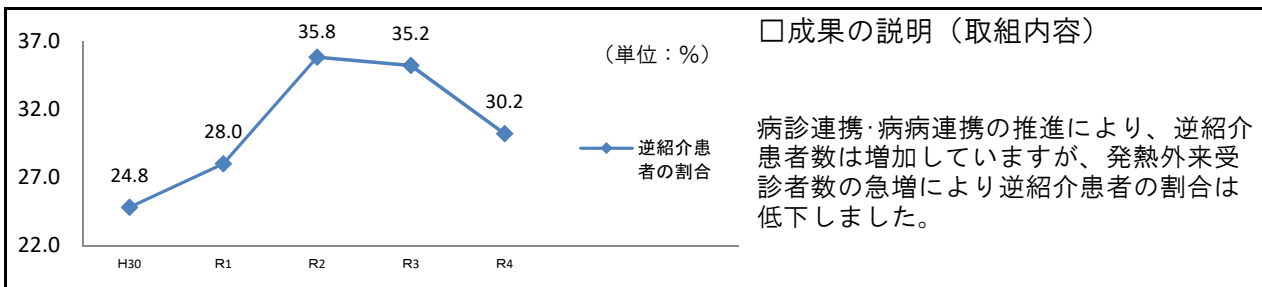 37.0
32.0
27.0
22.0
24.8
28.0
35.8
35.2
30.2
H30
R1
R2
R3
R4
（単位：％）
逆紹介患
者の割合
□成果の説明（取組内容）
病診連携･病病連携の推進により、逆紹介
患者数は増加していますが、発熱外来受
診者数の急増により逆紹介患者の割合は
低下しました。